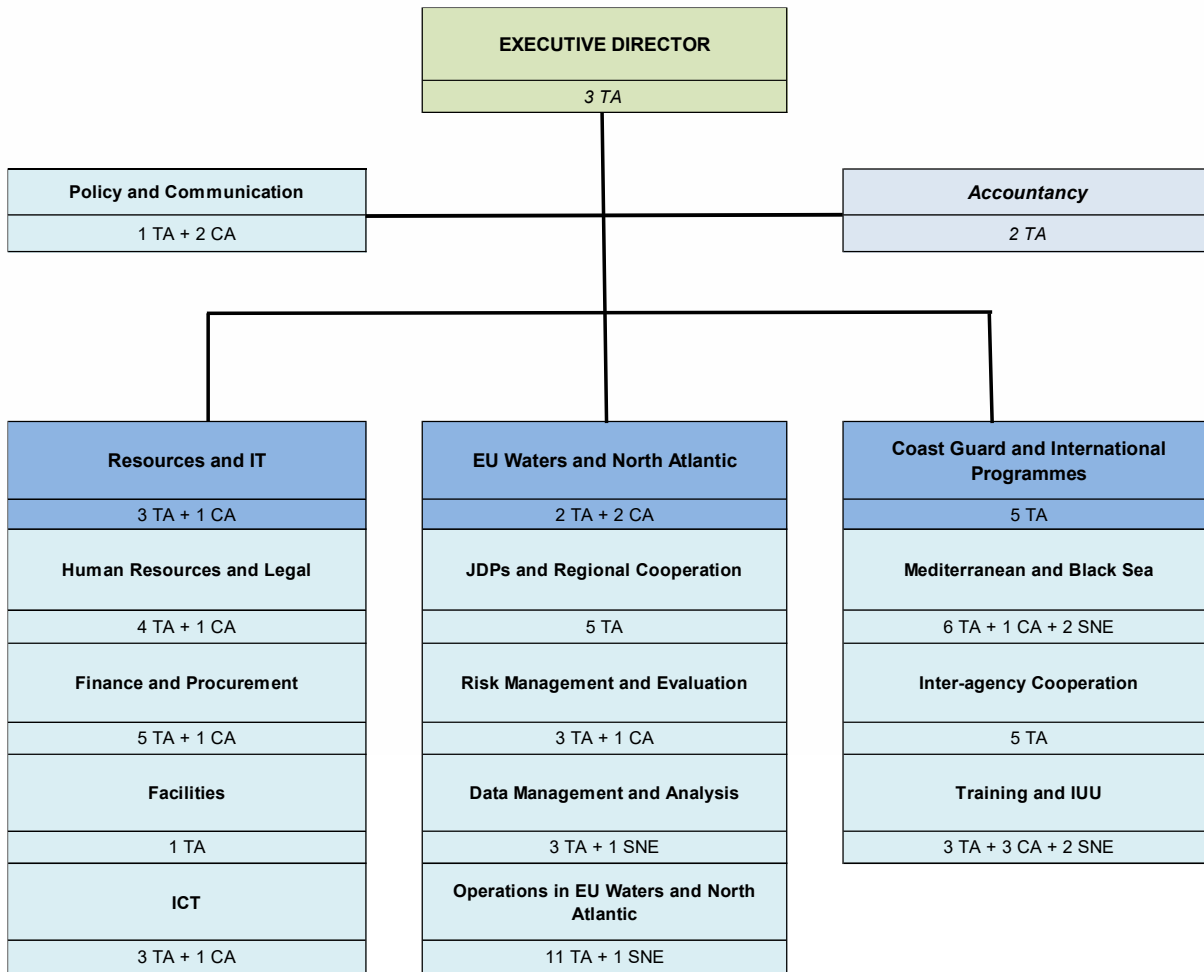 EXECUTIVE DIRECTOR
3 TA
Policy and Communication
1 TA + 2 CA
Accountancy
2 TA
Resources and IT
3 TA + 1 CA
Human Resources and Legal
4 TA + 1 CA
Finance and Procurement
5 TA + 1 CA
Facilities
1 TA
ICT
3 TA + 1 CA
EU Waters and North Atlantic
2 TA + 2 CA
JDPs and Regional Cooperation
5 TA
Risk Management and Evaluation
3 TA + 1 CA
Data Management and Analysis
3 TA + 1 SNE
Operations in EU Waters and North
Atlantic
11 TA + 1 SNE
Coast Guard and International
Programmes
5 TA
Mediterranean and Black Sea
6 TA + 1 CA + 2 SNE
Inter-agency Cooperation
5 TA
Training and IUU
3 TA + 3 CA + 2 SNE